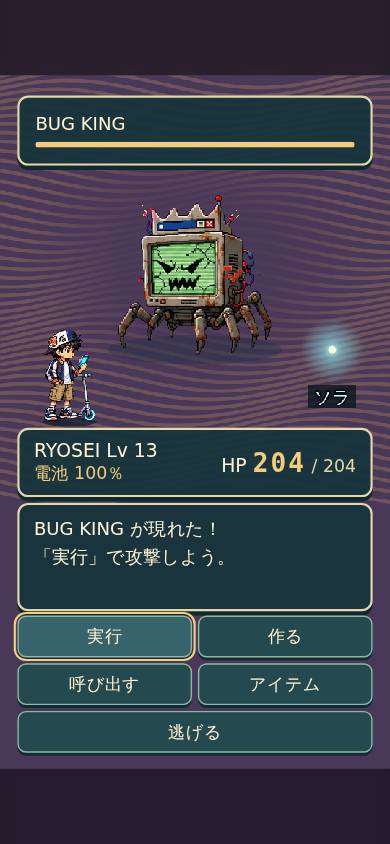 BUG KING
ソラ
RYOSEI Lv 13
電池 100%
HP 204 / 204
BUG KING が現れた！
「実行」で攻撃しよう。
実行
作る
呼び出す
アイテム
逃げる